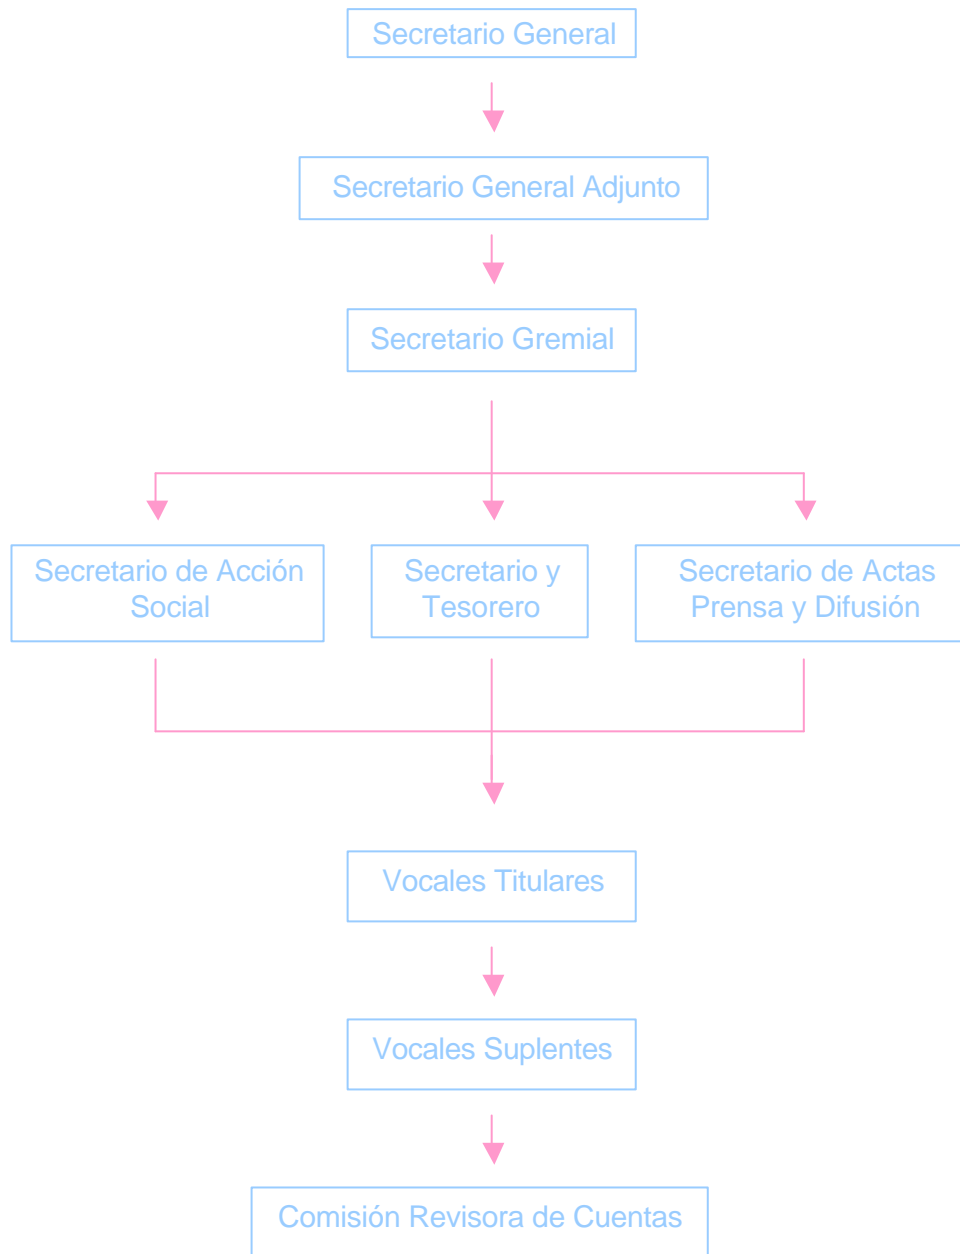 Secretario General
Secretario General Adjunto
Secretario Gremial
Secretario de Acción
Social
Secretario y
Tesorero
Secretario de Actas
Prensa y Difusión
Vocales Titulares
Vocales Suplentes
Comisión Revisora de Cuentas